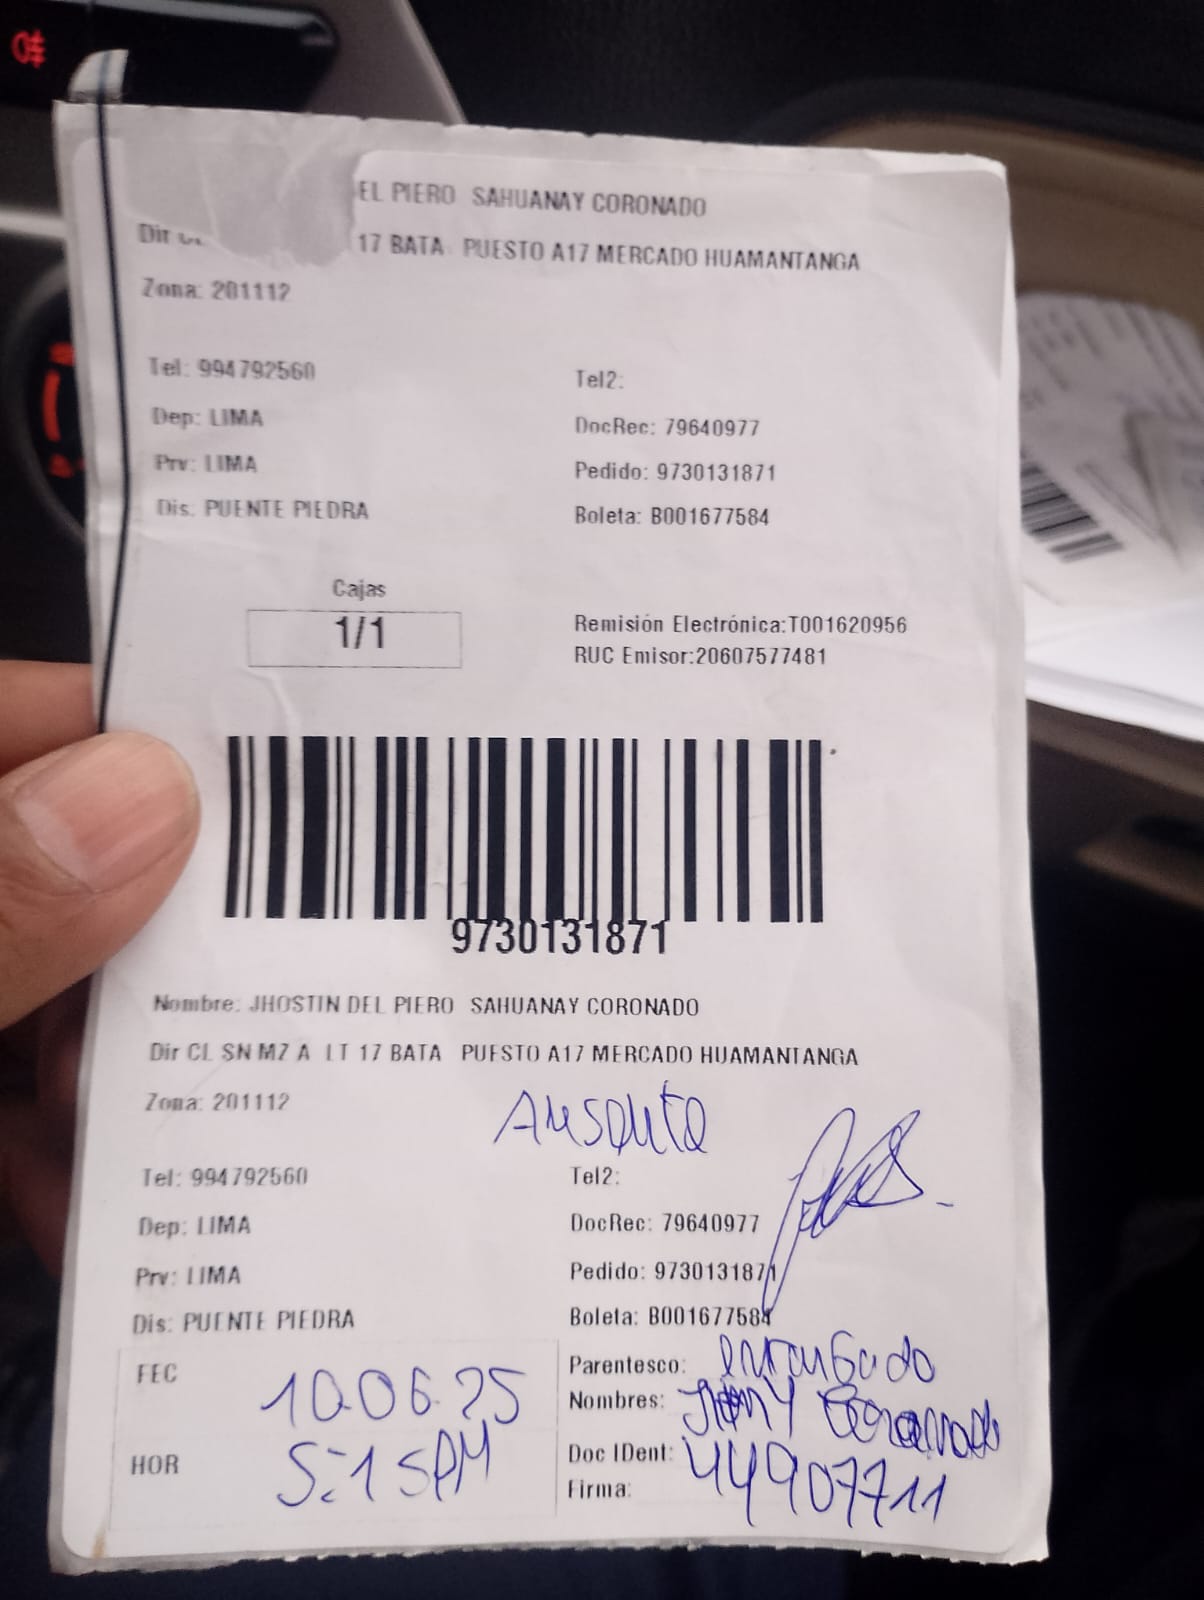 EL PIERO SAHUANAY CORONADO
Dir 17 BATA PUESTO A17 MERCADO HUAMANTANGA
Zona: 201112
Tel: 994792560
Tel2:
Dep: LIMA
DocRec: 79640977
Prv: LIMA
Pedido: 9730131871
Dis. PUENTE PIEDRA
Boleta: B001677584
Cajas
1/1
Remisión Electrónica:T001620956
RUC Emisor:20607577481
9730131871
Nombre: JHOSTIN DEL PIERO SAHUANAY CORONADO
Dir CL SN MZ A LT 17 BATA PUESTO A17 MERCADO HUAMANTANGA
Zona: 201112
Tel: 994792560
Tel2:
Dep: LIMA
DocRec: 79640977
Prv: LIMA
Pedido: 9730131871
Dis: PUENTE PIEDRA
Boleta: B001677584
FEC 10.06.25
Parentesco: encargado
Nombres: Coronado
HOR 5:15PM
Doc IDent: 44907711
Firma: